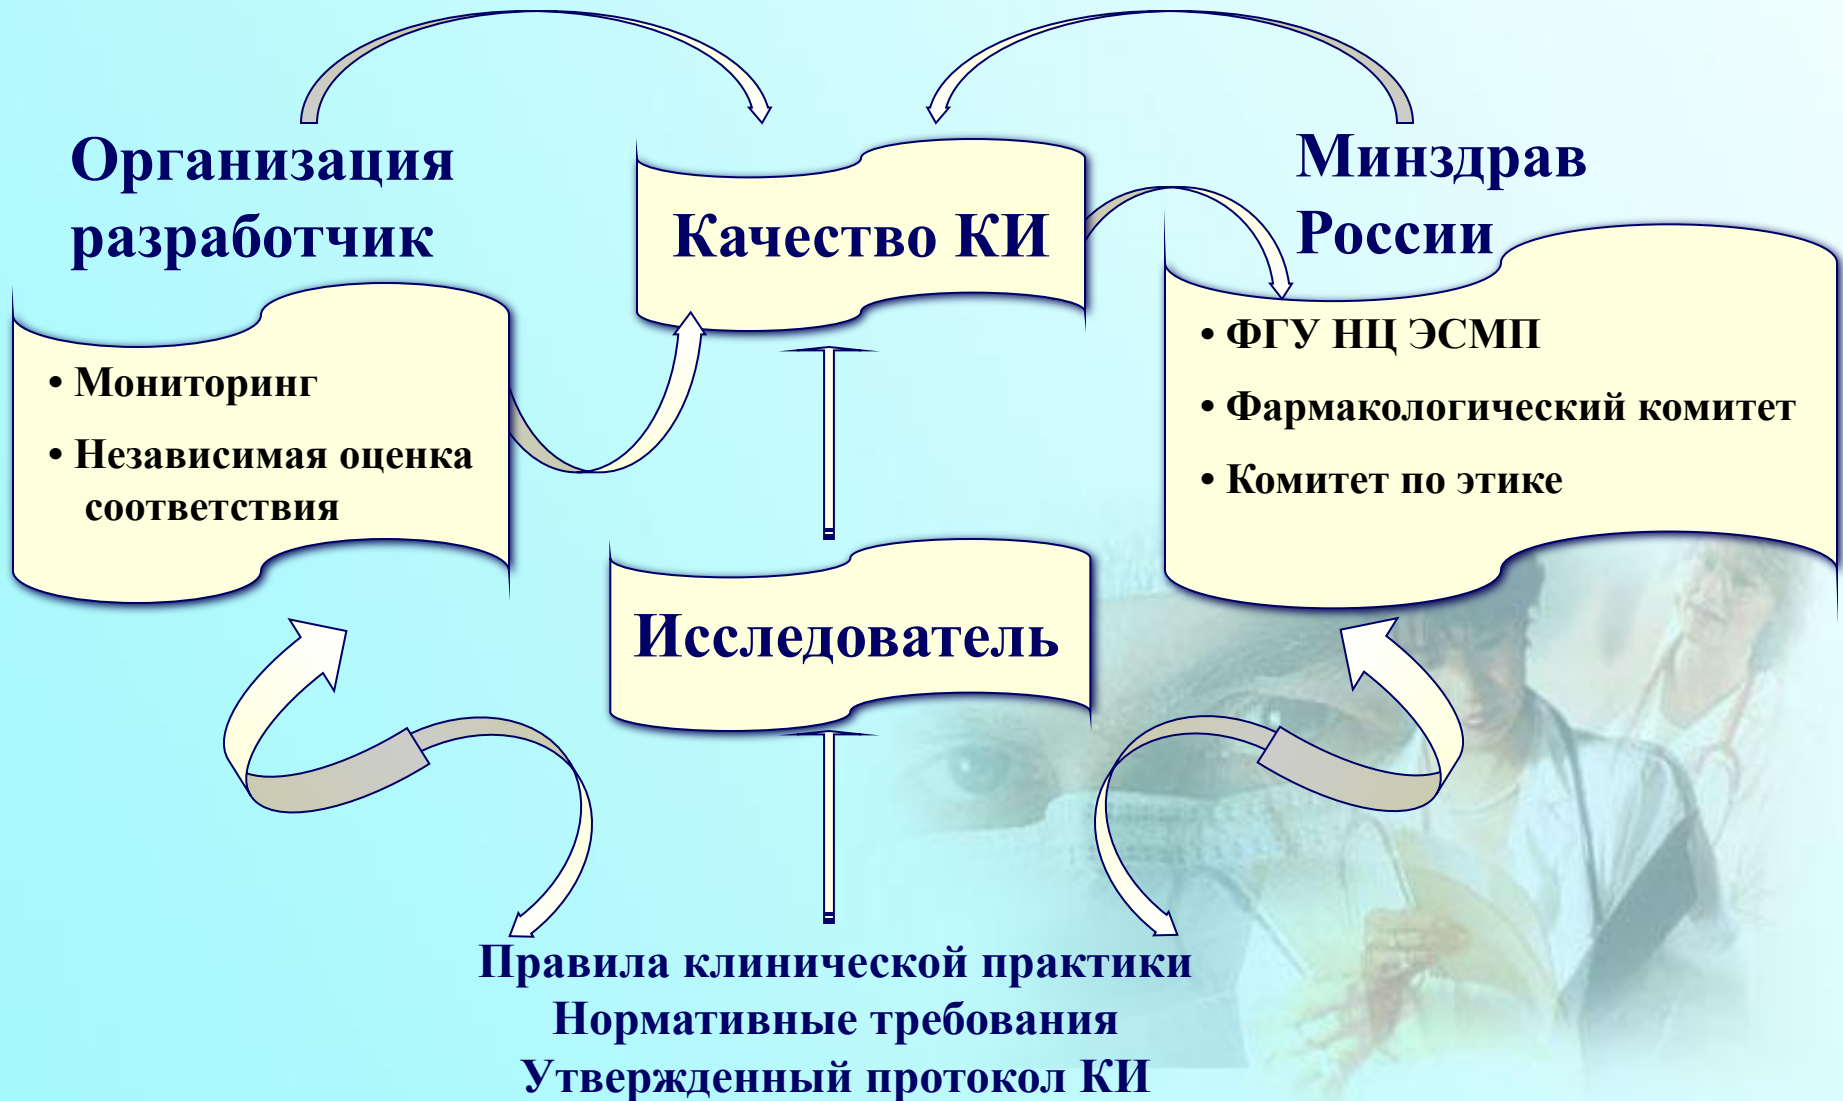 Организация
разработчик
• Мониторинг
• Независимая оценка
соответствия
Качество КИ
Исследователь
Минздрав
России
• ФГУ НЦ ЭСМП
• Фармакологический комитет
• Комитет по этике
Правила клинической практики
Нормативные требования
Утвержденный протокол КИ